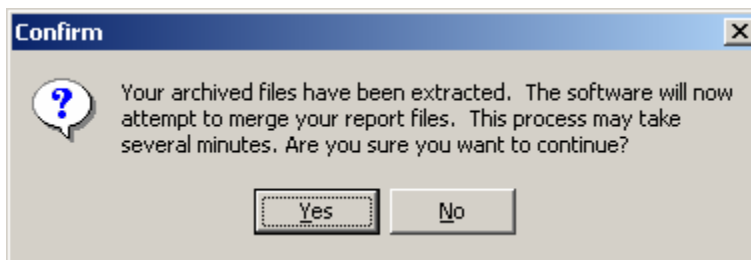 Confirm
Your archived files have been extracted.  The software will now
attempt to merge your report files.  This process may take
several minutes. Are you sure you want to continue?
Yes No